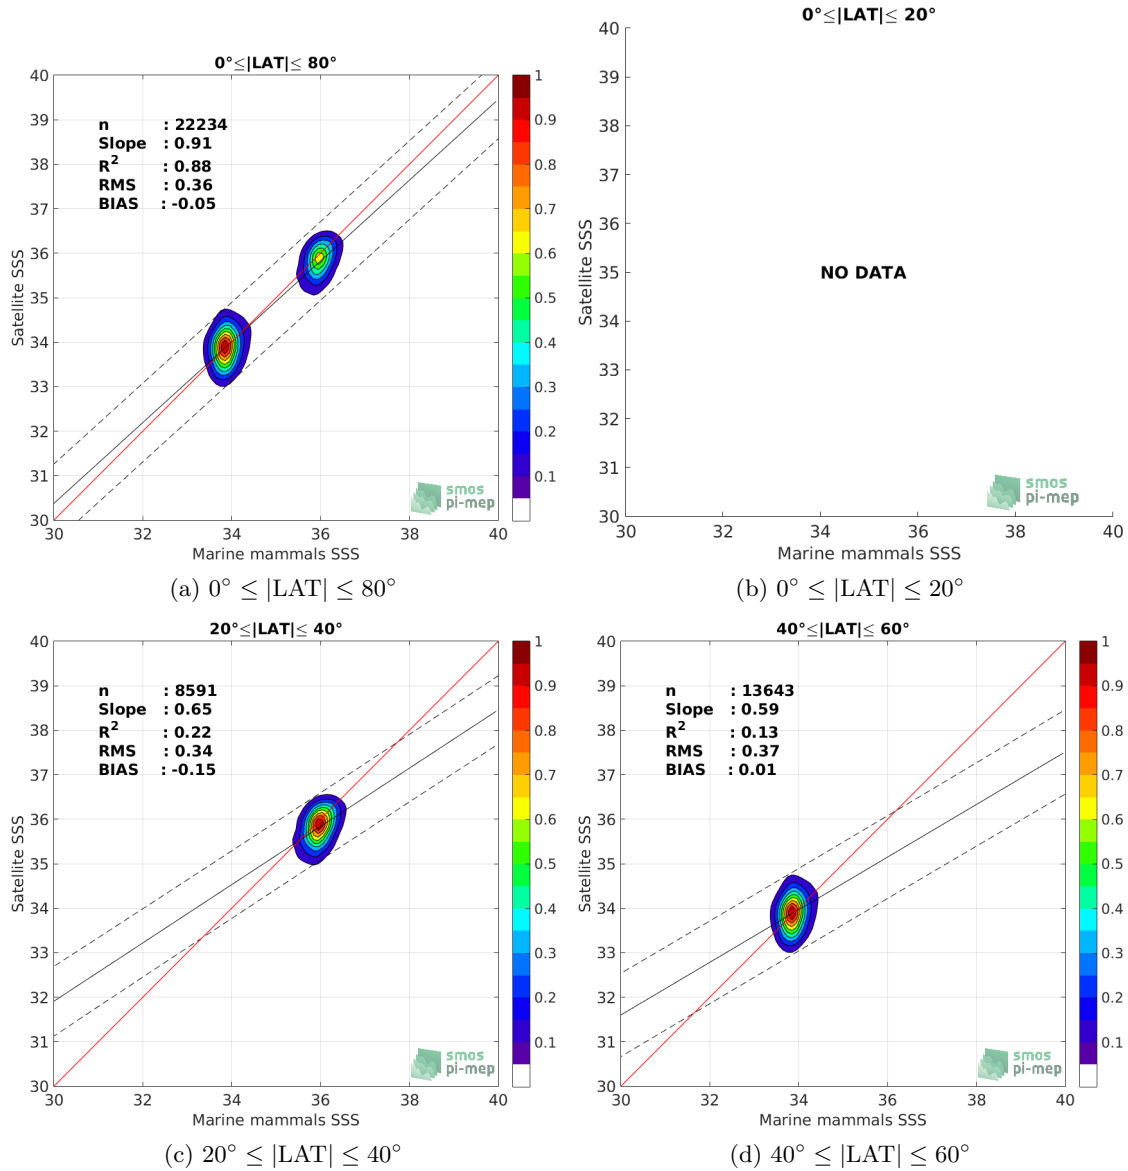 0°≤|LAT|≤ 80°
40
39
38
37
36
35
34
33
32
31
30
Satellite SSS
n : 22234
Slope : 0.91
R² : 0.88
RMS : 0.36
BIAS : -0.05
smos
pi-mep
30 32 34 36 38 40
Marine mammals SSS
1
0.9
0.8
0.7
0.6
0.5
0.4
0.3
0.2
0.1
(a) 0° ≤ |LAT| ≤ 80°
0°≤|LAT|≤ 20°
40
39
38
37
36
35
34
33
32
31
30
Satellite SSS
NO DATA
smos
pi-mep
30 32 34 36 38 40
Marine mammals SSS
(b) 0° ≤ |LAT| ≤ 20°
20°≤|LAT|≤ 40°
40
39
38
37
36
35
34
33
32
31
30
Satellite SSS
n : 8591
Slope : 0.65
R² : 0.22
RMS : 0.34
BIAS : -0.15
smos
pi-mep
30 32 34 36 38 40
Marine mammals SSS
1
0.9
0.8
0.7
0.6
0.5
0.4
0.3
0.2
0.1
(c) 20° ≤ |LAT| ≤ 40°
40°≤|LAT|≤ 60°
40
39
38
37
36
35
34
33
32
31
30
Satellite SSS
n : 13643
Slope : 0.59
R² : 0.13
RMS : 0.37
BIAS : 0.01
smos
pi-mep
30 32 34 36 38 40
Marine mammals SSS
1
0.9
0.8
0.7
0.6
0.5
0.4
0.3
0.2
0.1
(d) 40° ≤ |LAT| ≤ 60°